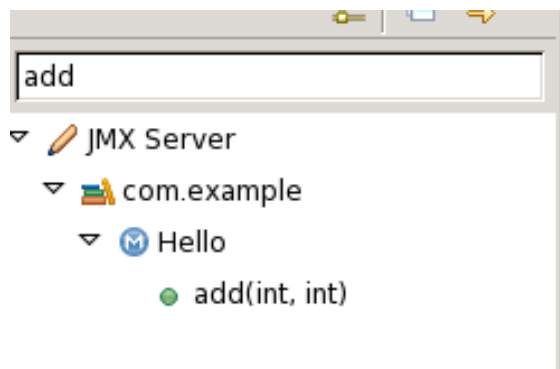 add
JMX Server
com.example
M Hello
add(int, int)